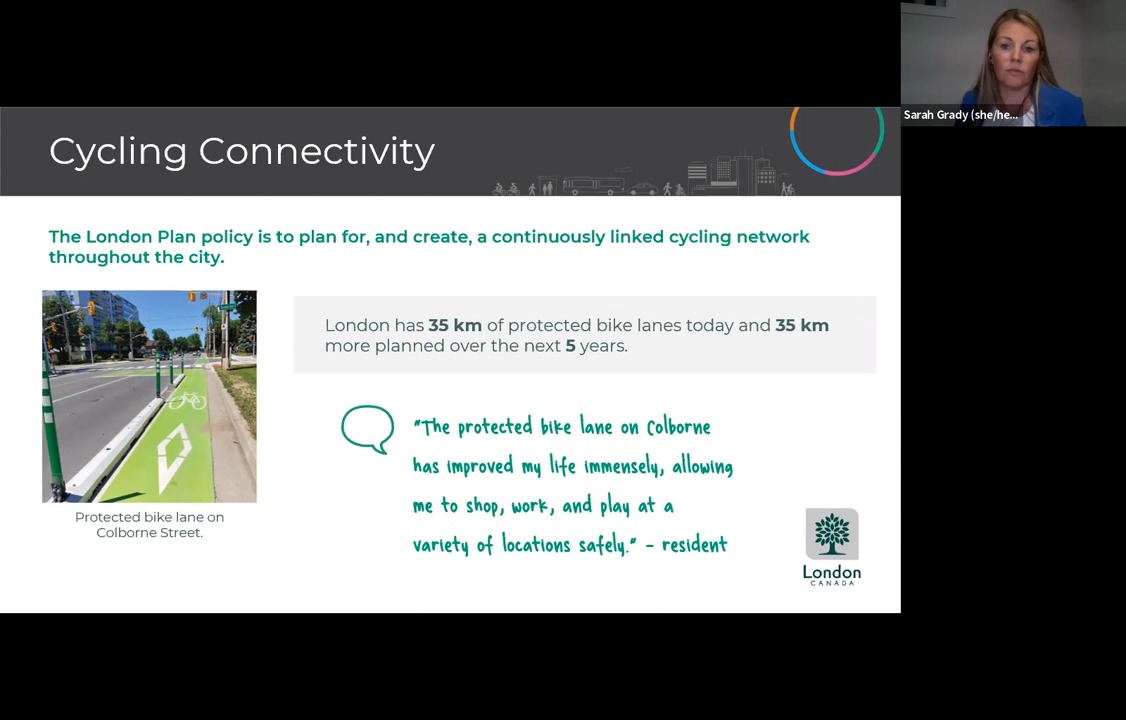 Sarah Grady (she/he...
Cycling Connectivity
The London Plan policy is to plan for, and create, a continuously linked cycling network
throughout the city.
London has 35 km of protected bike lanes today and 35 km
more planned over the next 5 years.
"The protected bike lane on Colborne
has improved my life immensely, allowing
me to shop, work, and play at a
variety of locations safely." - resident
Protected bike lane on
Colborne Street.
London
CANADA